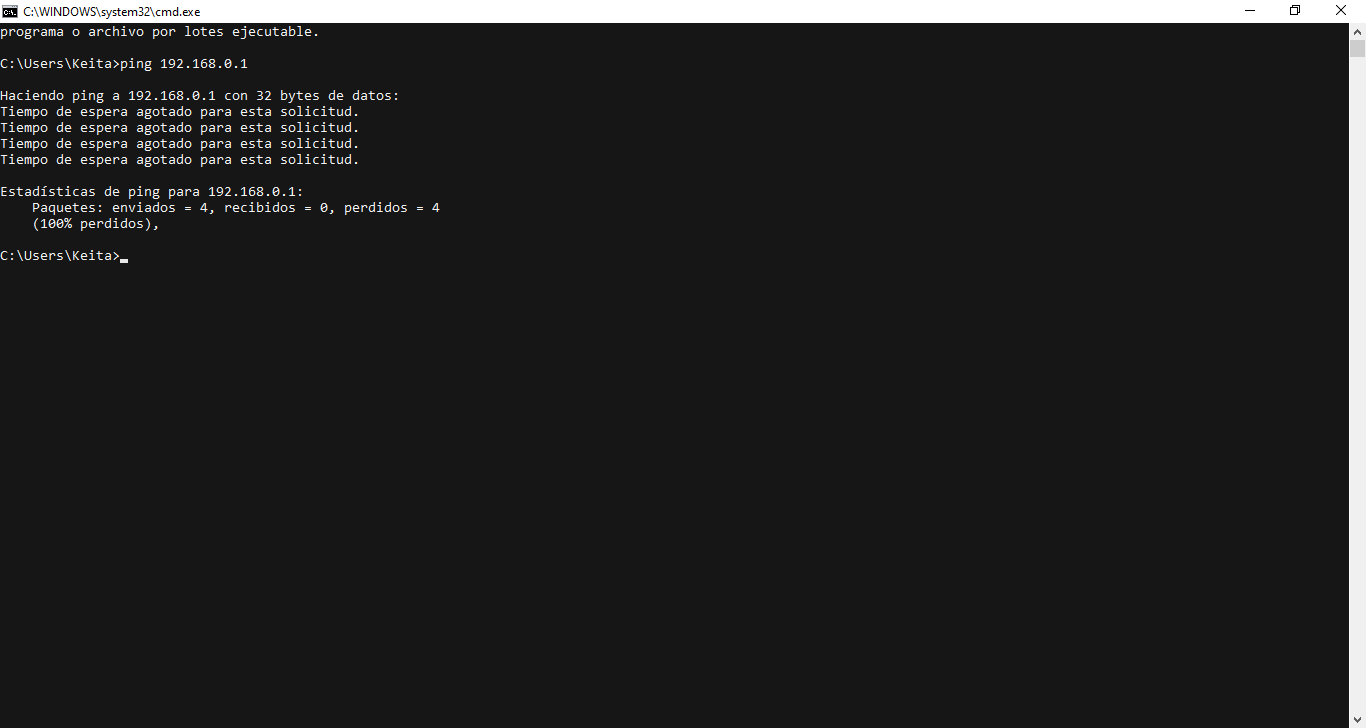 C:\WINDOWS\system32\cmd.exe
programa o archivo por lotes ejecutable.
C:\Users\Keita>ping 192.168.0.1
Haciendo ping a 192.168.0.1 con 32 bytes de datos:
Tiempo de espera agotado para esta solicitud.
Tiempo de espera agotado para esta solicitud.
Tiempo de espera agotado para esta solicitud.
Tiempo de espera agotado para esta solicitud.
Estadísticas de ping para 192.168.0.1:
    Paquetes: enviados = 4, recibidos = 0, perdidos = 4
    (100% perdidos),
C:\Users\Keita>